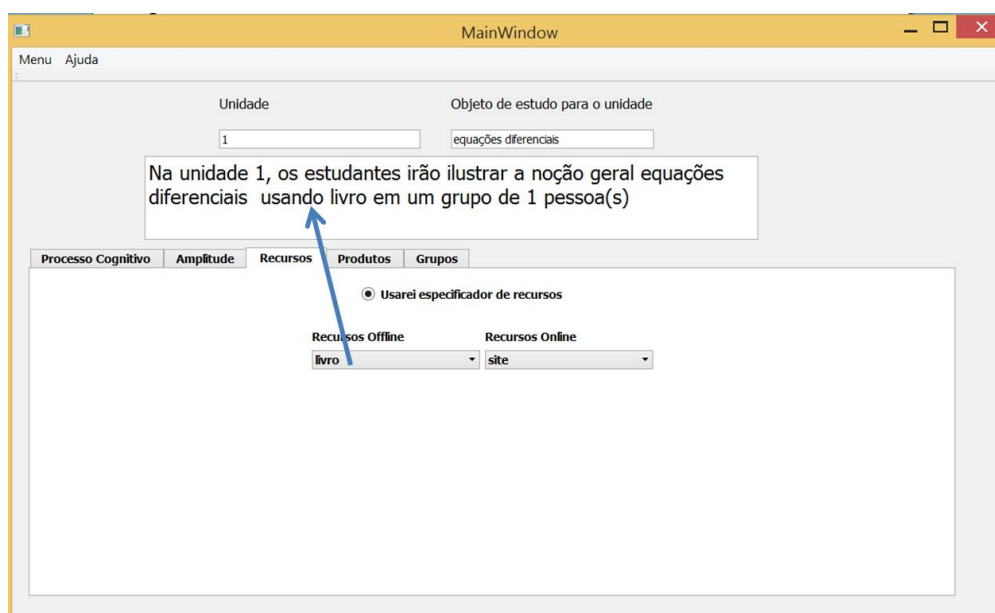 MainWindow
Menu Ajuda
Unidade Objeto de estudo para o unidade
1 equações diferenciais
Na unidade 1, os estudantes irão ilustrar a noção geral equações
diferenciais usando livro em um grupo de 1 pessoa(s)
Processo Cognitivo Amplitude Recursos Produtos Grupos
Usarei especificador de recursos
Recursos Offline Recursos Online
livro site